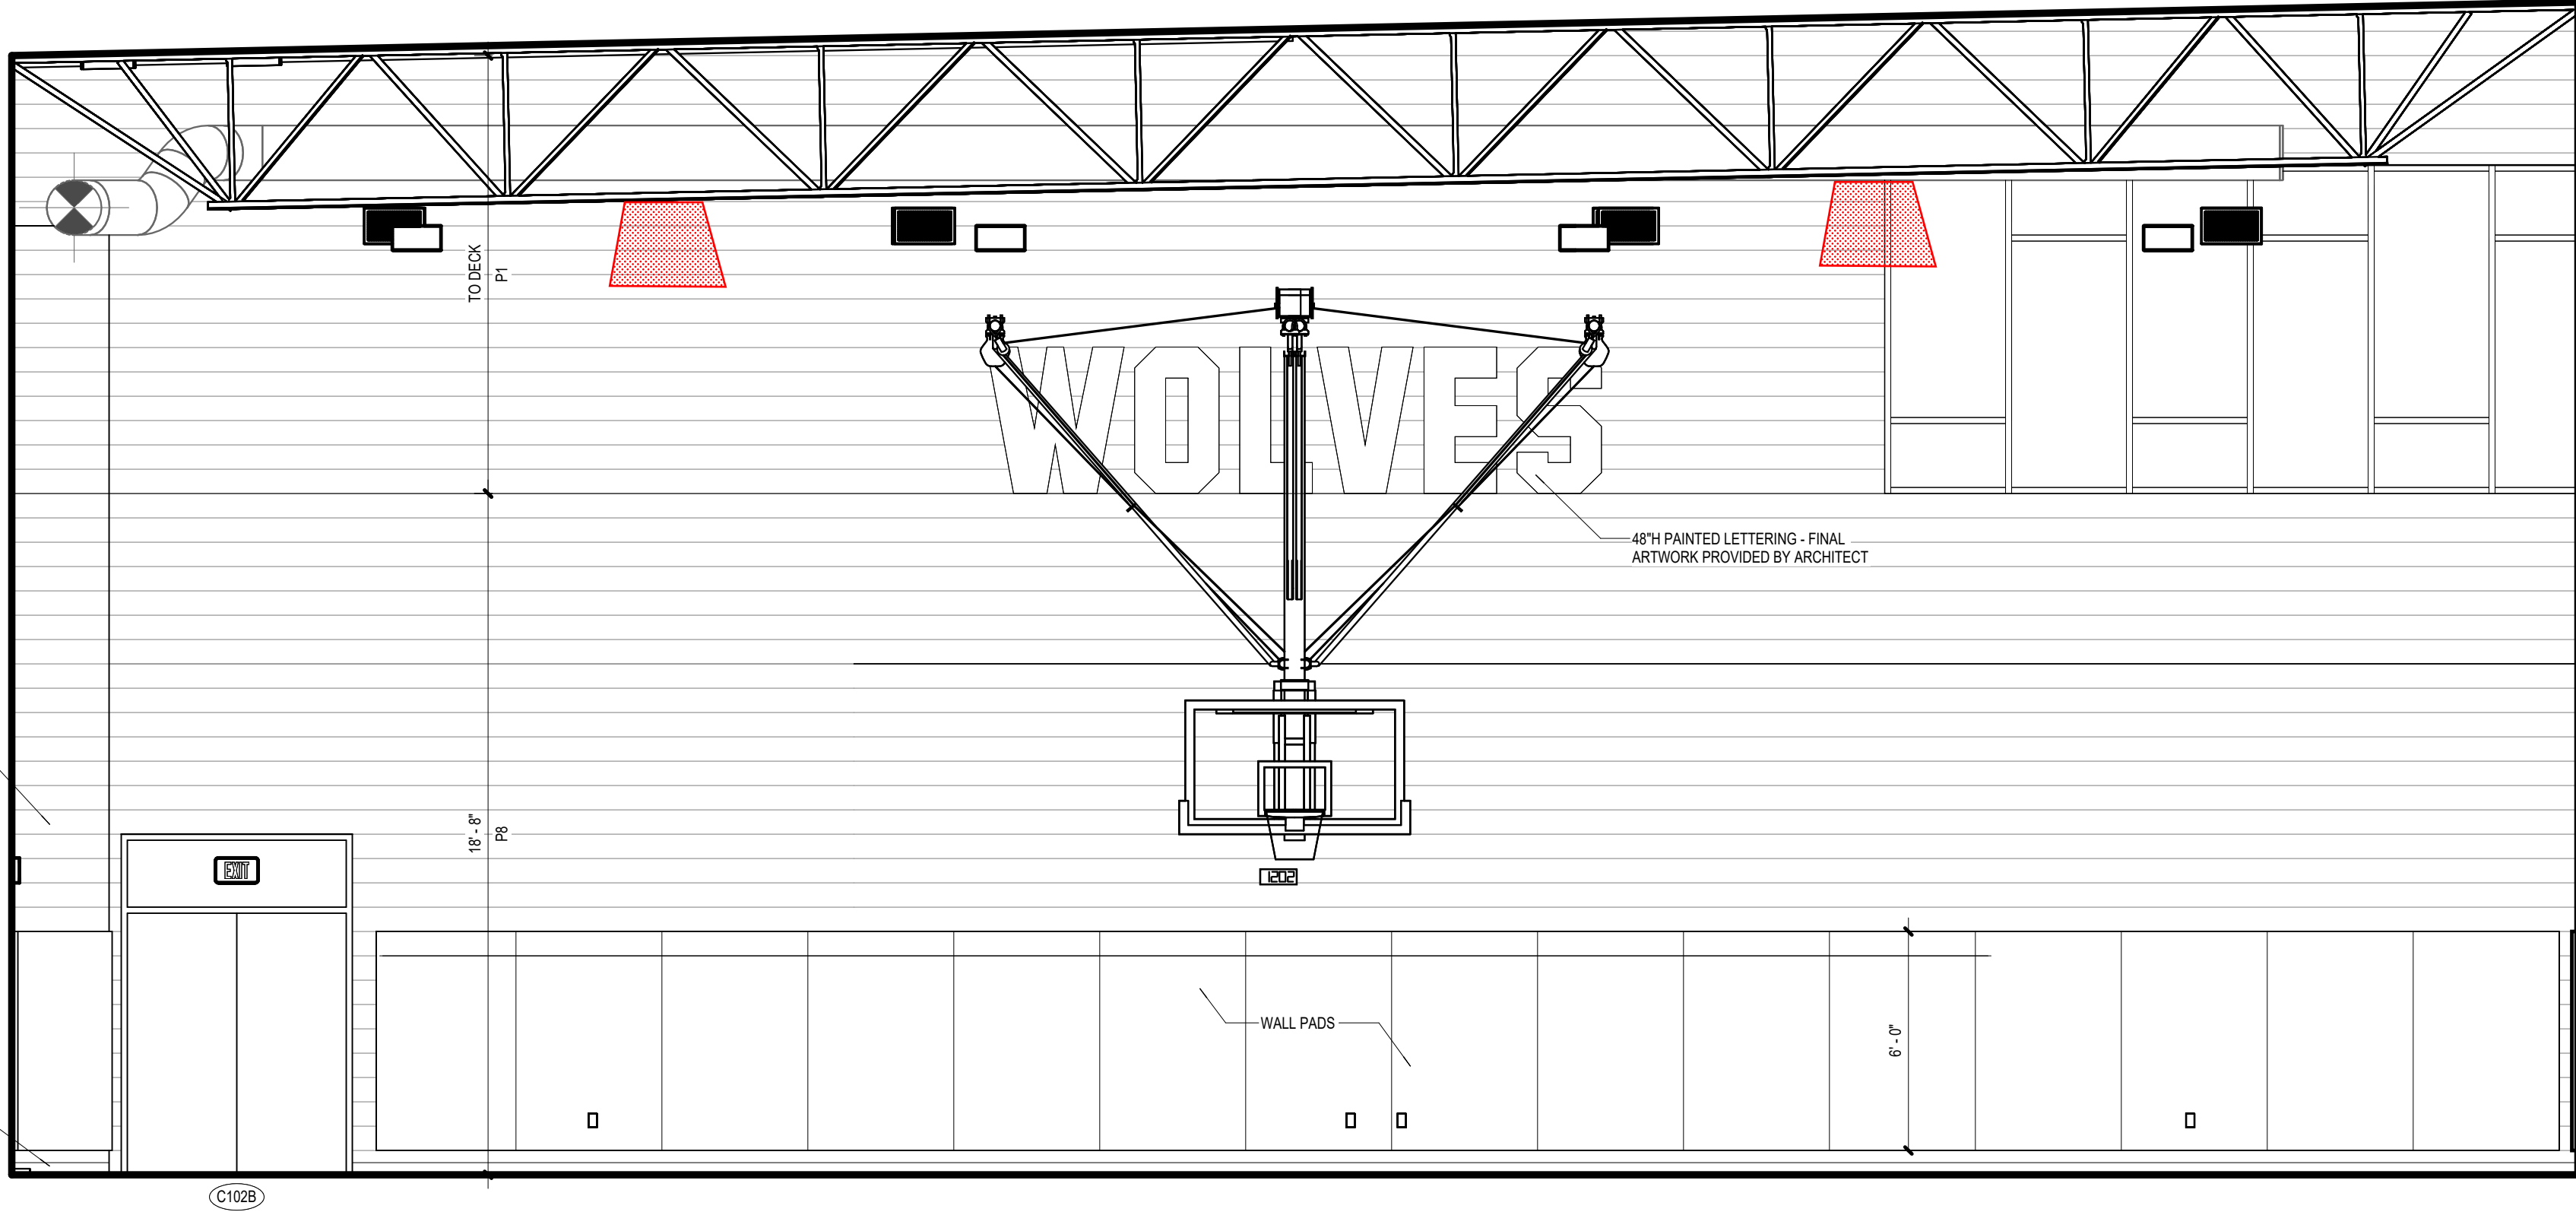 TO DECK
P1
WOLVES
48"H PAINTED LETTERING - FINAL
ARTWORK PROVIDED BY ARCHITECT
18' - 8"
P8
EXIT
1202
WALL PADS
6' - 0"
C102B